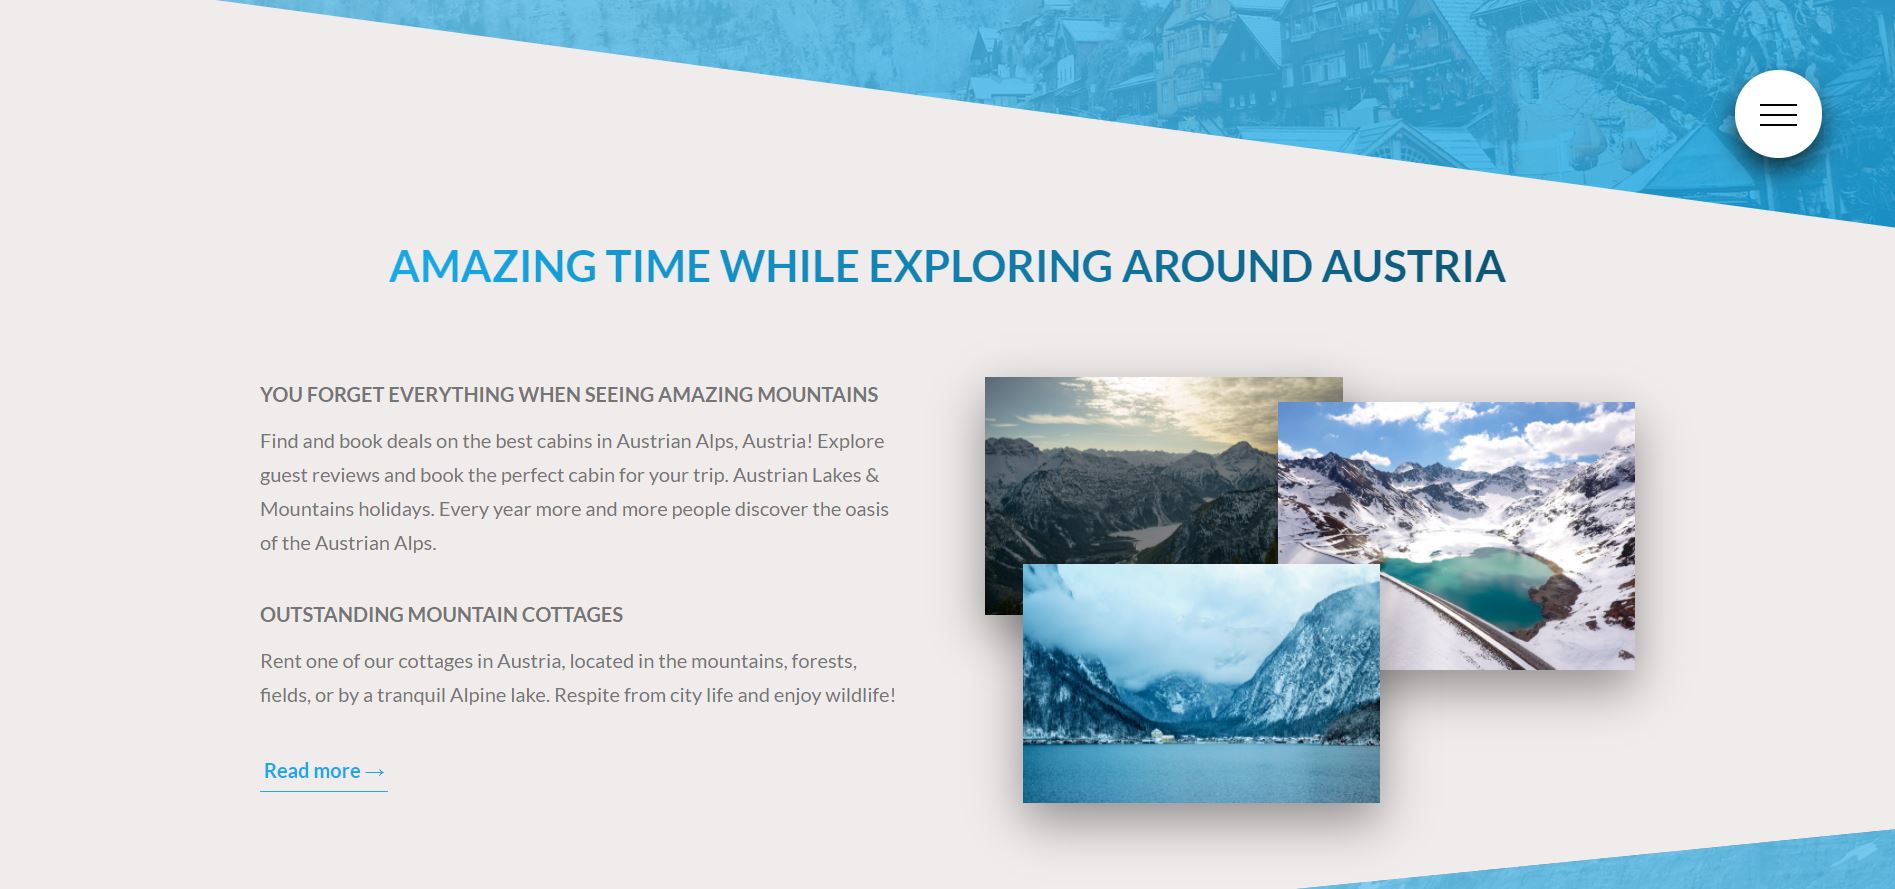 AMAZING TIME WHILE EXPLORING AROUND AUSTRIA
YOU FORGET EVERYTHING WHEN SEEING AMAZING MOUNTAINS
Find and book deals on the best cabins in Austrian Alps, Austria! Explore
guest reviews and book the perfect cabin for your trip. Austrian Lakes &
Mountains holidays. Every year more and more people discover the oasis
of the Austrian Alps.
OUTSTANDING MOUNTAIN COTTAGES
Rent one of our cottages in Austria, located in the mountains, forests,
fields, or by a tranquil Alpine lake. Respite from city life and enjoy wildlife!
Read more →